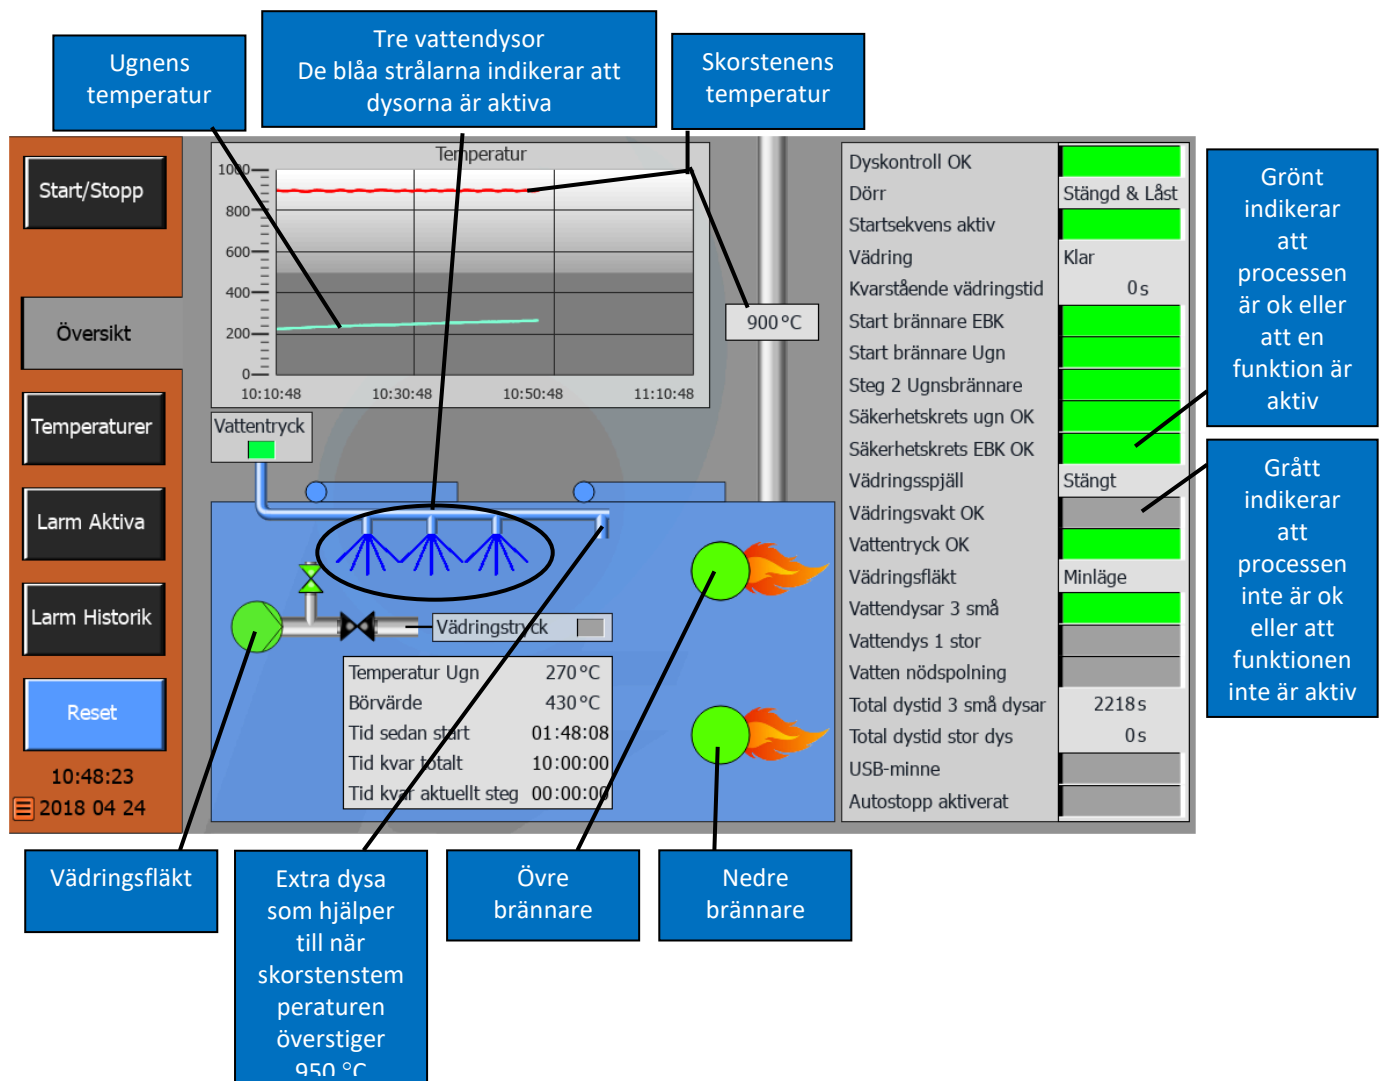 Ugnens
temperatur
Tre vattendysor
De blåa strålarna indikerar att
dysorna är aktiva
Skorstenens
temperatur
Start/Stopp
Översikt
Temperaturer
Larm Aktiva
Larm Historik
Reset
10:48:23
2018 04 24
Temperatur
1000
800
600
400
200
0
10:10:48
10:30:48
10:50:48
11:10:48
900 °C
Vattentryck
Vädringstryck
Temperatur Ugn 270 °C
Börvärde 430 °C
Tid sedan start 01:48:08
Tid kvar totalt 10:00:00
Tid kvar aktuellt steg 00:00:00
Dyskontroll OK
Dörr Stängd & Låst
Startsekvens aktiv
Vädring Klar
Kvarstående vädringstid 0 s
Start brännare EBK
Start brännare Ugn
Steg 2 Ugnsbrännare
Säkerhetskrets ugn OK
Säkerhetskrets EBK OK
Vädringsspjäll Stängt
Vädringsvakt OK
Vattentryck OK
Vädringsfläkt Minläge
Vattendysar 3 små
Vattendys 1 stor
Vatten nödspolning
Total dystid 3 små dysar 2218 s
Total dystid stor dys 0 s
USB-minne
Autostopp aktiverat
Grönt
indikerar
att
processen
är ok eller
att en
funktion är
aktiv
Grått
indikerar
att
processen
inte är ok
eller att
funktionen
inte är aktiv
Vädringsfläkt
Extra dysa
som hjälper
till när
skorstenstem
peraturen
överstiger
950 °C
Övre
brännare
Nedre
brännare